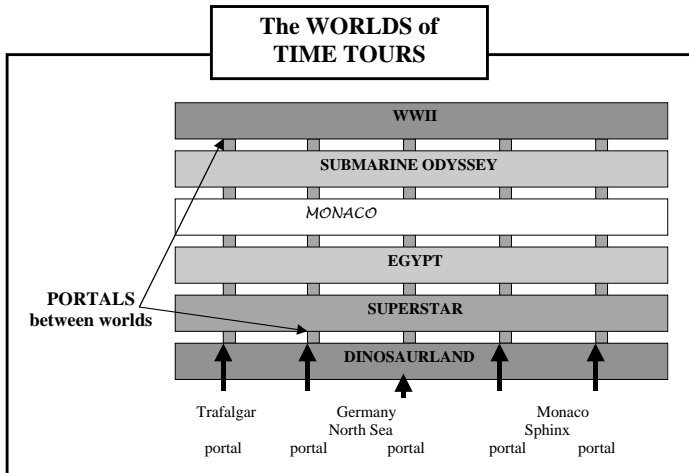 The WORLDS of
TIME TOURS
WWII
SUBMARINE ODYSSEY
MONACO
EGYPT
PORTALS
between worlds
SUPERSTAR
DINOSAURLAND
Trafalgar Germany Monaco
North Sea Sphinx
portal portal portal portal portal